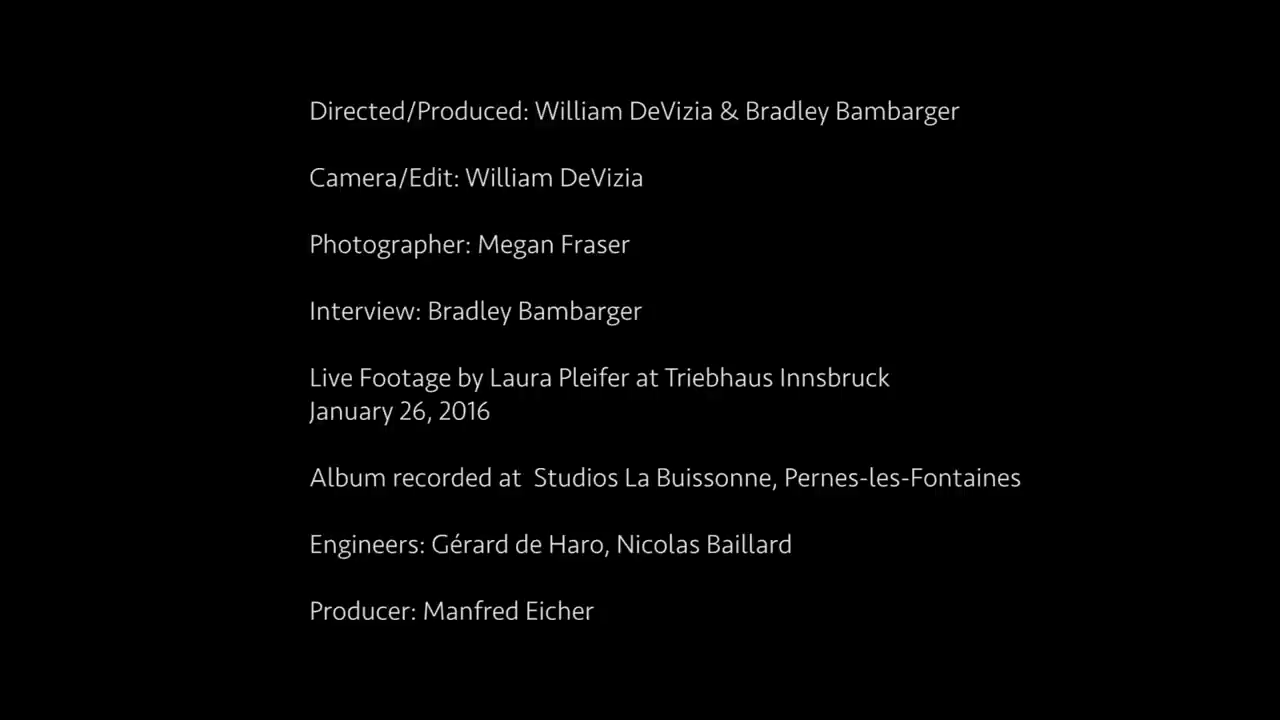 Directed/Produced: William DeVizia & Bradley Bambarger
Camera/Edit: William DeVizia
Photographer: Megan Fraser
Interview: Bradley Bambarger
Live Footage by Laura Pleifer at Triebhaus Innsbruck
January 26, 2016
Album recorded at  Studios La Buissonne, Pernes-les-Fontaines
Engineers: Gérard de Haro, Nicolas Baillard
Producer: Manfred Eicher